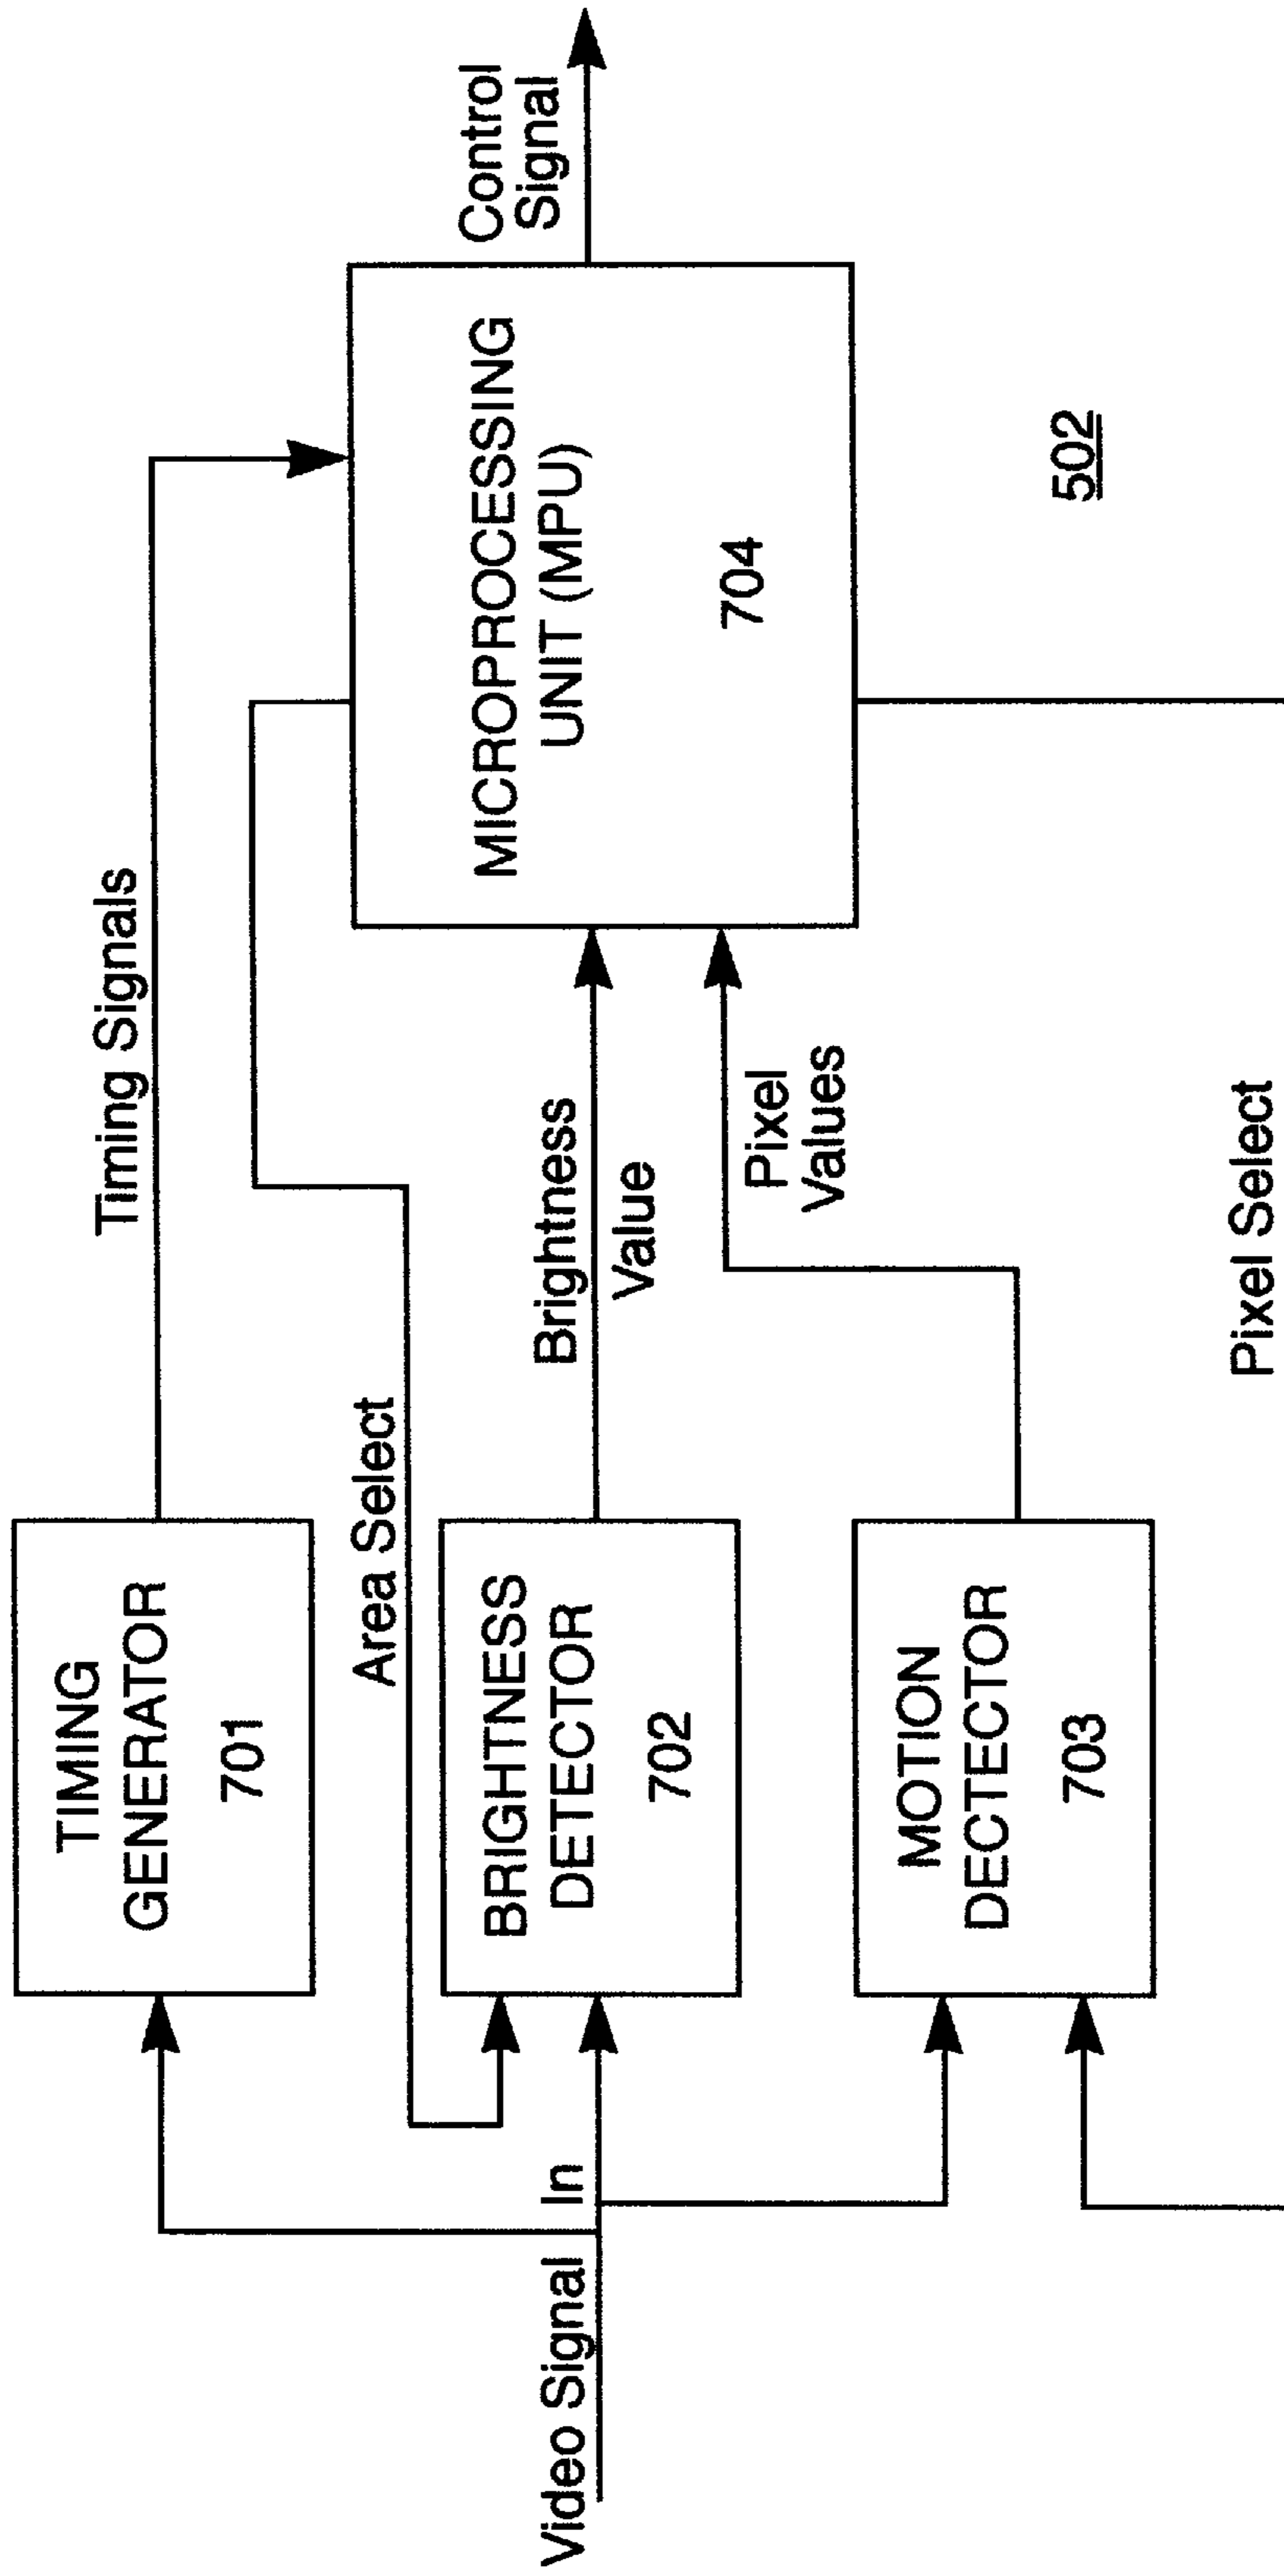 Timing Signals
TIMING
GENERATOR
701
Control
Signal
Area Select
MICROPROCESSING
UNIT (MPU)
704
Video Signal In
BRIGHTNESS
DETECTOR
702
Brightness
Value
Pixel
Values
MOTION
DECTECTOR
703
502
Pixel Select